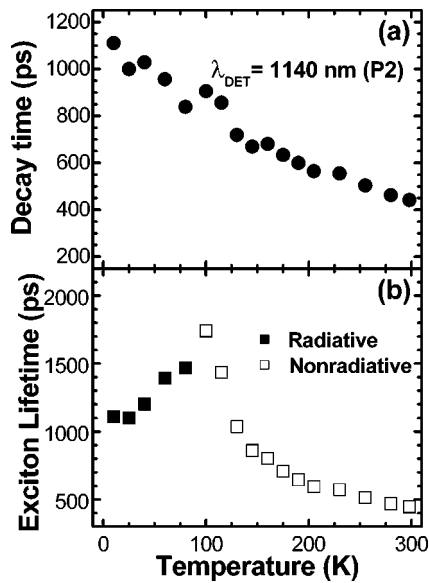 1200
(a)
λDET = 1140 nm (P2)
1000
800
600
400
200
Decay time (ps)
(b)
2000
Radiative
Nonradiative
1500
1000
500
Exciton Lifetime (ps)
0 100 200 300
Temperature (K)